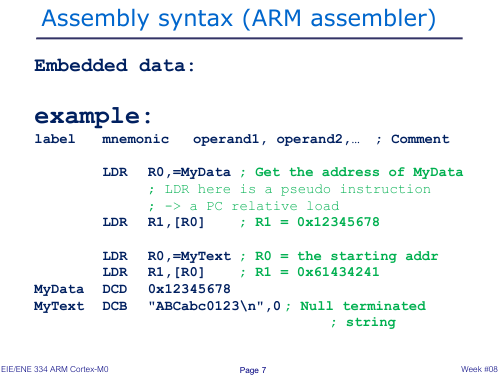 Assembly syntax (ARM assembler)
Embedded data:
example:
label mnemonic operand1, operand2,… ; Comment
LDR R0,=MyData ; Get the address of MyData
; LDR here is a pseudo instruction
; -> a PC relative load
LDR R1,[R0] ; R1 = 0x12345678
LDR R0,=MyText ; R0 = the starting addr
LDR R1,[R0] ; R1 = 0x61434241
MyData DCD 0x12345678
MyText DCB "ABCabc0123\n",0 ; Null terminated
; string
EIE/ENE 334 ARM Cortex-M0 Page 7 Week #08